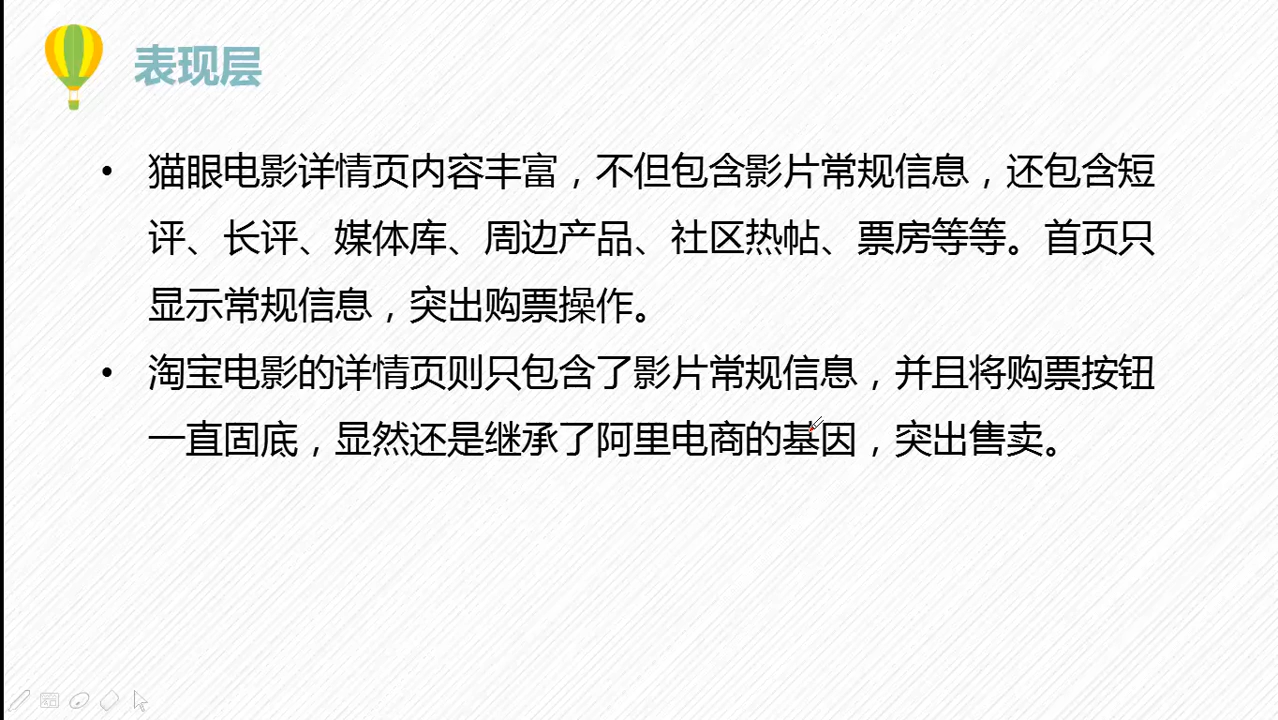 表现层
• 猫眼电影详情页内容丰富，不但包含影片常规信息，还包含短
评、长评、媒体库、周边产品、社区热帖、票房等等。首页只
显示常规信息，突出购票操作。
• 淘宝电影的详情页则只包含了影片常规信息，并且将购票按钮
一直固底，显然还是继承了阿里电商的基因，突出售卖。